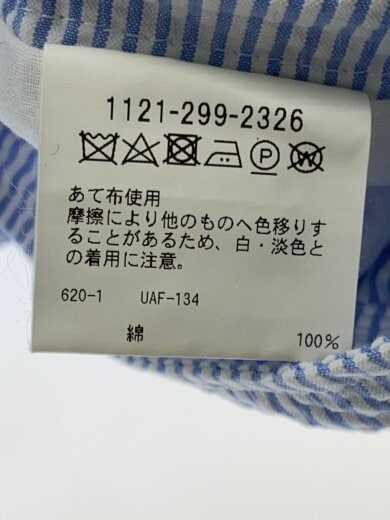 1121-299-2326
P W
あて布使用
摩擦により他のものへ色移りす
ることがあるため、白・淡色と
の着用に注意。
620-1 UAF-134
綿 100%